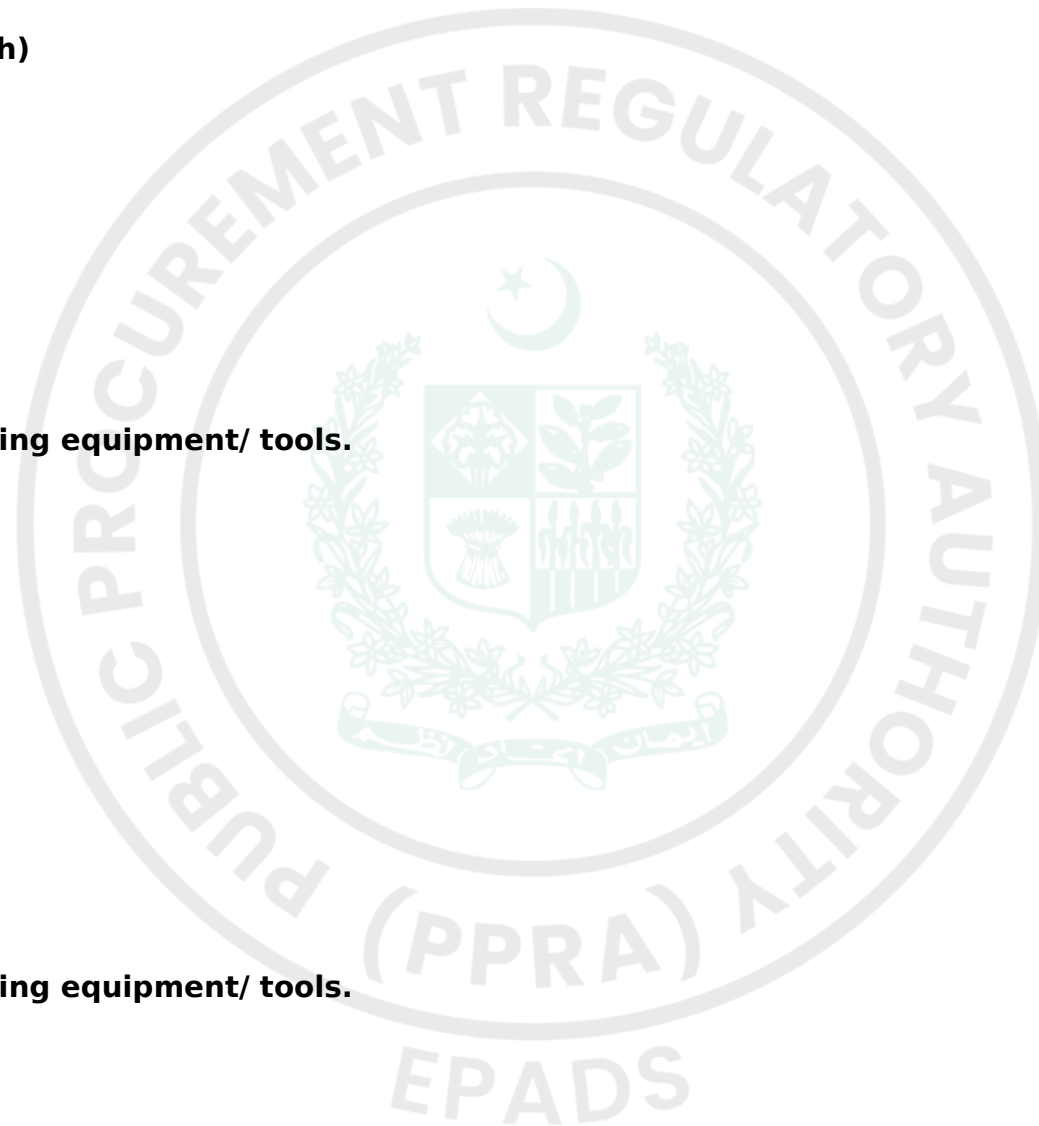 h)
ing equipment/ tools.
ing equipment/ tools.
PUBLIC PROCUREMENT REGULATORY AUTHORITY
(PPRA)
EPADS